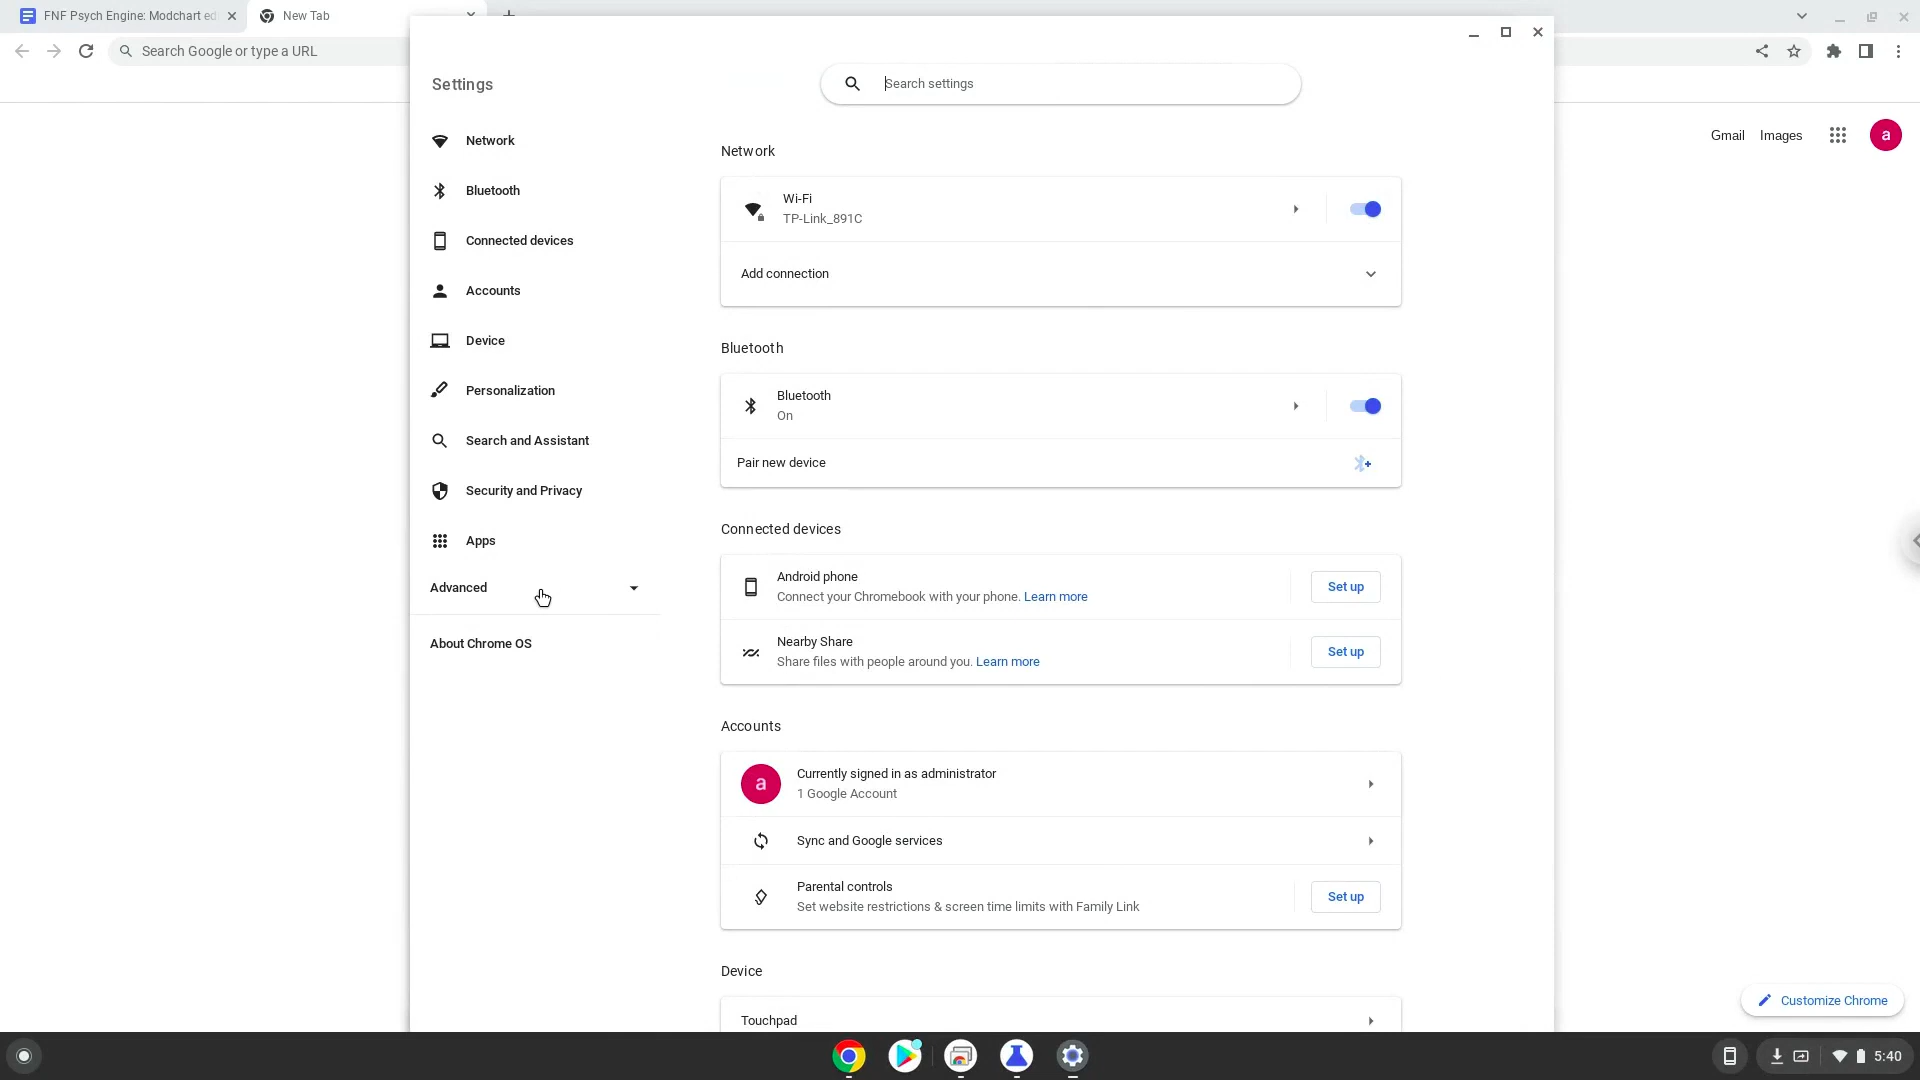 FNF Psych Engine: Modchart ed
New Tab
Search Google or type a URL
Gmail
Images
a
Settings
Search settings
Network
Bluetooth
Connected devices
Accounts
Device
Personalization
Search and Assistant
Security and Privacy
Apps
Advanced
About Chrome OS
Network
Wi-Fi
TP-Link_891C
Add connection
Bluetooth
Bluetooth
On
Pair new device
Connected devices
Android phone
Connect your Chromebook with your phone. Learn more
Set up
Nearby Share
Share files with people around you. Learn more
Set up
Accounts
a
Currently signed in as administrator
1 Google Account
Sync and Google services
Parental controls
Set website restrictions & screen time limits with Family Link
Set up
Device
Touchpad
Customize Chrome
5:40